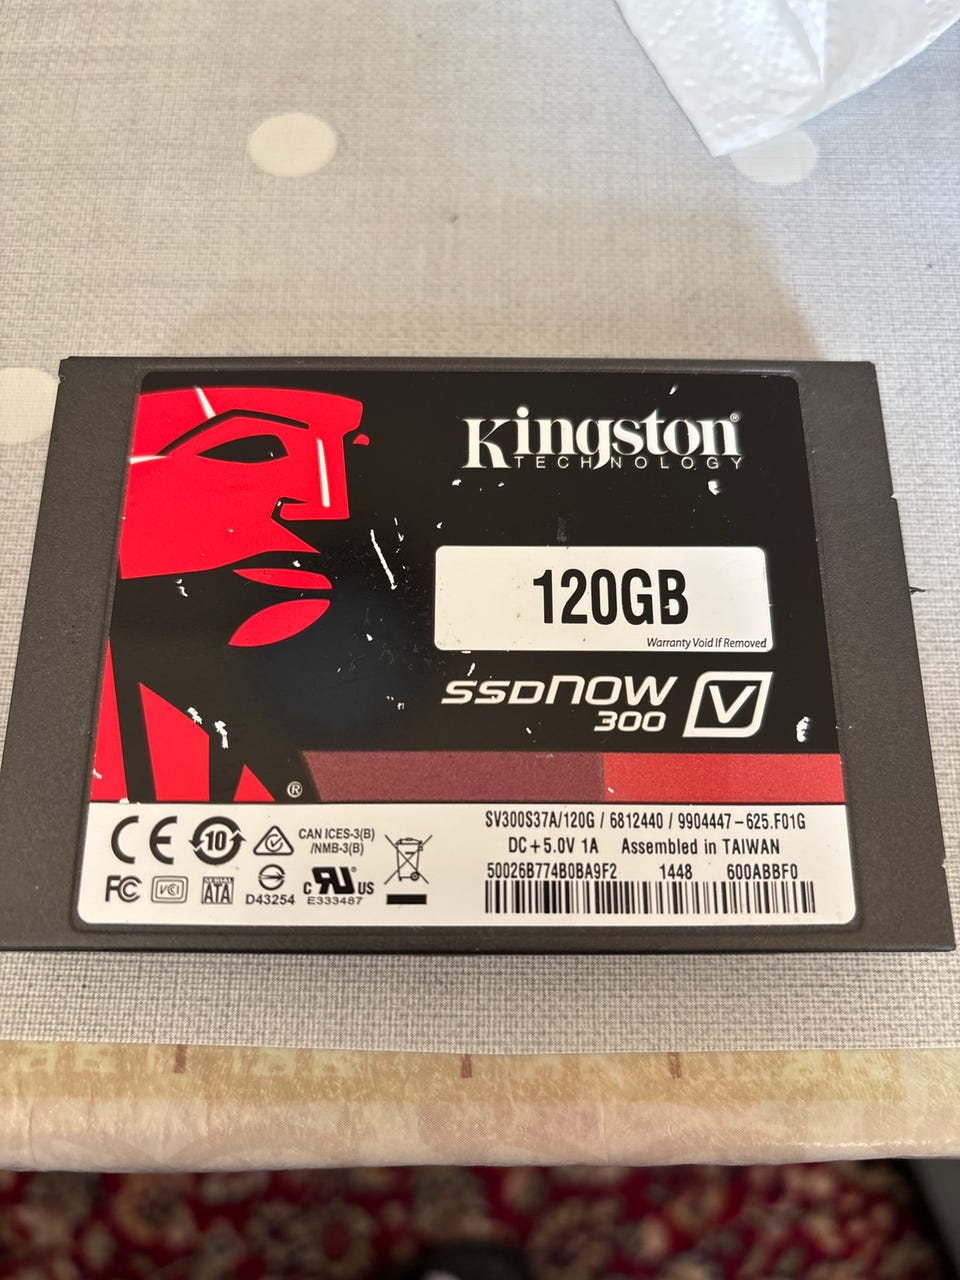 Kingston®
TECHNOLOGY
120GB
Warranty Void If Removed
SSDNOW
300
V
®
SV300S37A/120G / 6812440 / 9904447-625.F01G
DC+5.0V 1A Assembled in TAIWAN
50026B774B0BA9F2 1448 600ABBF0
CE
10
CAN ICES-3(B)
/NMB-3(B)
FC
VCI
SERIAL
ATA
D43254
c RU US
E333487